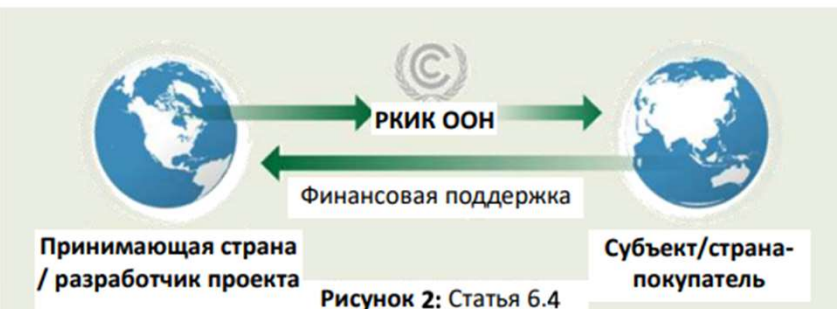 РКИК ООН
Финансовая поддержка
Принимающая страна
/ разработчик проекта
Субъект/страна-
покупатель
Рисунок 2: Статья 6.4